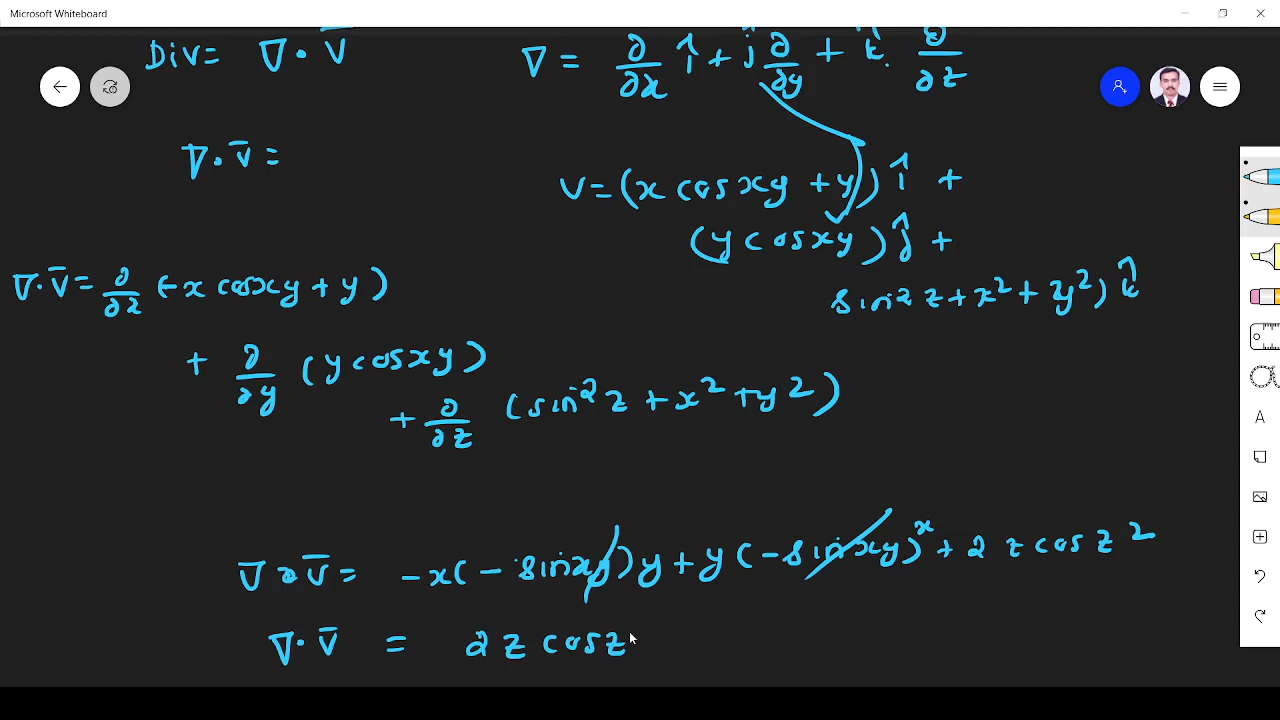 Microsoft Whiteboard
Div = ∇ · V̅
∇ = ∂/∂x î + ĵ ∂/∂y + k̂. ∂/∂z
∇ · v̅ =
v = (x cos xy + y) î +
(y cos xy) ĵ +
sin² z + x² + 2y²) k̂
∇ · v̅ = ∂/∂x (-x cos xy + y)
+ ∂/∂y (y cos xy)
+ ∂/∂z (sin² z + x² + y²)
∇ · v̅ = -x(- sin xy) y + y (- sin xy) x + 2 z cos z²
∇ · v̅ = 2 z cos z
A